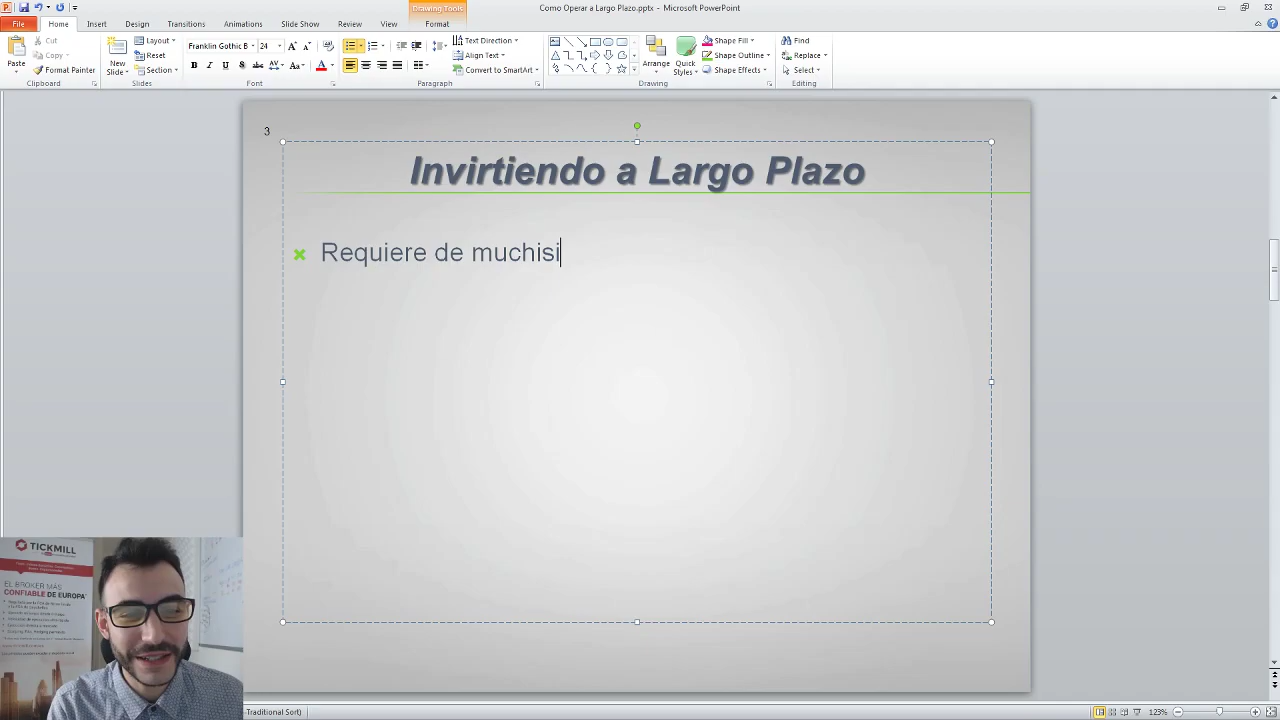 Como Operar a Largo Plazo.pptx - Microsoft PowerPoint
Drawing Tools
File Home Insert Design Transitions Animations Slide Show Review View Format
Paste
Cut
Copy
Format Painter
Clipboard
New Slide
Layout
Reset
Section
Slides
Franklin Gothic B 24
Font
Text Direction
Align Text
Convert to SmartArt
Paragraph
Arrange
Quick Styles
Shape Fill
Shape Outline
Shape Effects
Drawing
Find
Replace
Select
Editing
3
Invirtiendo a Largo Plazo
Requiere de muchisi
TICKMILL
EL BROKER MÁS
CONFIABLE DE EUROPA
-Traditional Sort)
123%